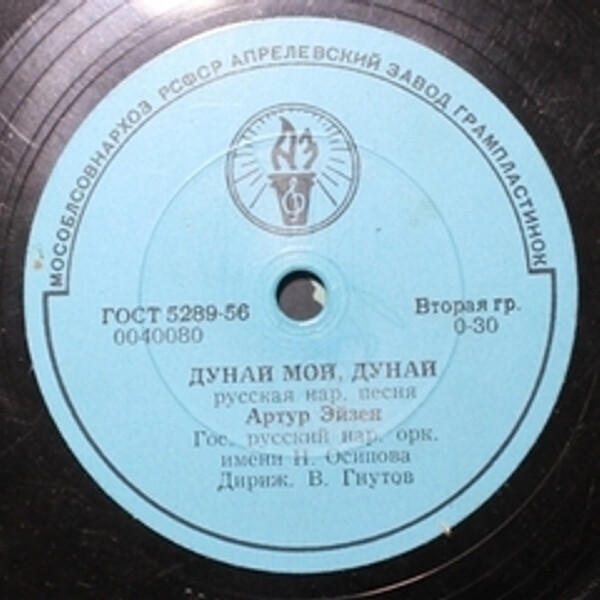 МОСОБЛСОВНАРХОЗ РСФСР АПРЕЛЕВСКИЙ ЗАВОД ГРАМПЛАСТИНОК
АЗ
ГОСТ 5289-56
0040080
Вторая гр.
0-30
ДУНАЙ МОЙ, ДУНАЙ
русская нар. песня
Артур Эйзен
Гос. русский нар. орк.
имени Н. Осипова
Дириж. В. Гнутов